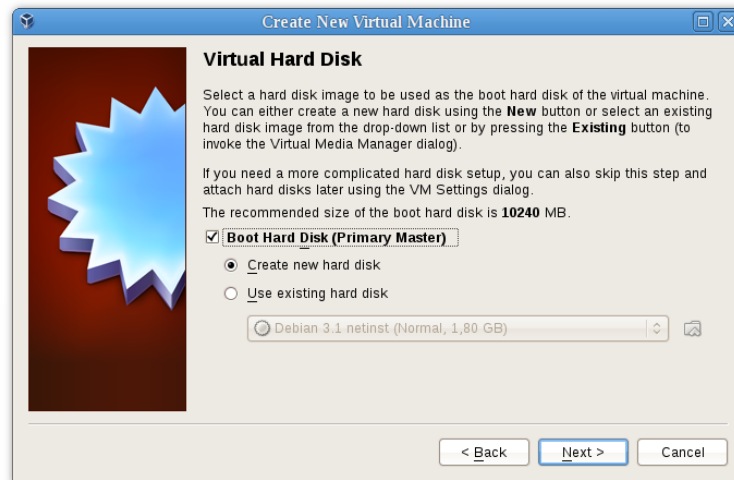 Create New Virtual Machine
Virtual Hard Disk
Select a hard disk image to be used as the boot hard disk of the virtual machine.
You can either create a new hard disk using the New button or select an existing
hard disk image from the drop-down list or by pressing the Existing button (to
invoke the Virtual Media Manager dialog).
If you need a more complicated hard disk setup, you can also skip this step and
attach hard disks later using the VM Settings dialog.
The recommended size of the boot hard disk is 10240 MB.
Boot Hard Disk (Primary Master)
Create new hard disk
Use existing hard disk
Debian 3.1 netinst (Normal, 1,80 GB)
< Back Next > Cancel